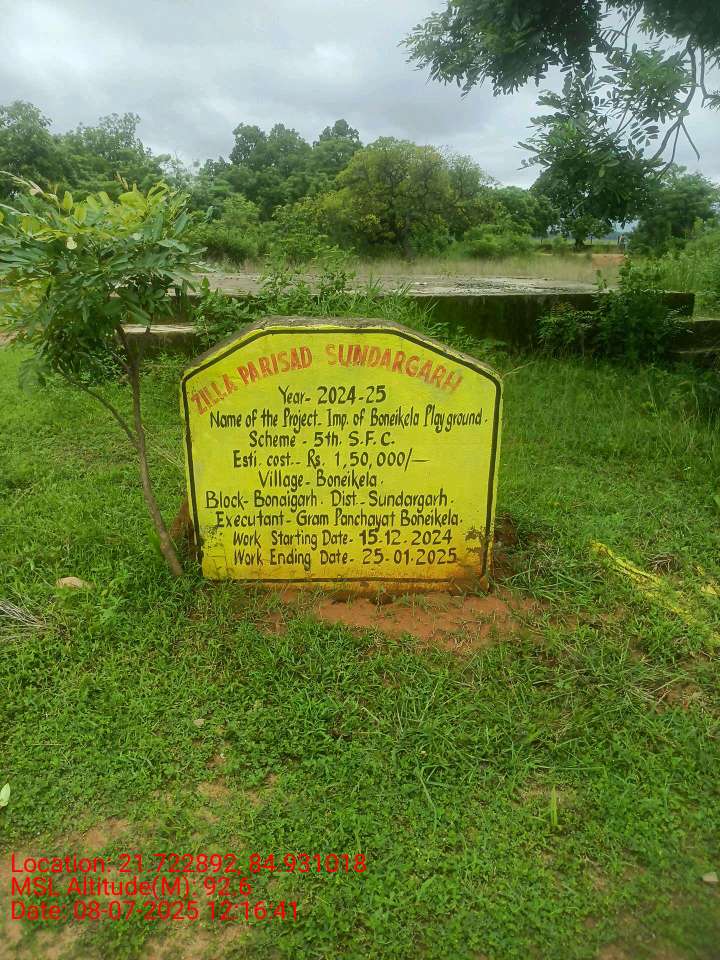 ZILLA PARISAD SUNDARGARH
Year- 2024-25
Name of the Project- Imp. of Boneikela Play ground.
Scheme - 5th. S.F.C.
Esti. cost.- Rs. 1,50,000/-
Village- Boneikela.
Block- Bonaigarh. Dist.- Sundargarh.
Executant- Gram Panchayat Boneikela.
Work Starting Date- 15.12.2024
Work Ending Date- 25-01.2025
Location: 21.722892, 84.931018
MSL Altitude(M): 92.6
Date: 08-07-2025 12:16:41